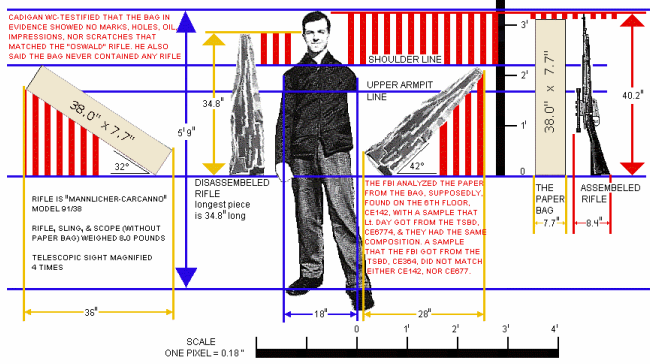 CADIGAN WC-TESTIFIED THAT THE BAG IN
EVIDENCE SHOWED NO MARKS, HOLES, OIL,
IMPRESSIONS, NOR SCRATCHES THAT
MATCHED THE "OSWALD" RIFLE. HE ALSO
SAID THE BAG NEVER CONTAINED ANY RIFLE
SHOULDER LINE
UPPER ARMPIT
LINE
3'
2'
1'
0
38.0" x 7.7"
32°
34.8"
5'9"
42°
38.0" x 7.7"
40.2"
DISASSEMBELED
RIFLE
longest piece
is 34.8" long
THE FBI ANALYZED THE PAPER
FROM THE BAG, SUPPOSEDLY,
FOUND ON THE 6TH FLOOR,
CE142, WITH A SAMPLE THAT
Lt. DAY GOT FROM THE TSBD,
CE677A, & THEY HAD THE SAME
COMPOSITION. A SAMPLE
THAT THE FBI GOT FROM THE
TSBD, CE364, DID NOT MATCH
EITHER CE142, NOR CE677.
THE
PAPER
BAG
7.7"
ASSEMBELED
RIFLE
8.4"
RIFLE IS "MANNLICHER-CARCANNO"
MODEL 91/38
RIFLE, SLING, & SCOPE (WITHOUT
PAPER BAG) WEIGHED 8.0 POUNDS
TELESCOPIC SIGHT MAGNIFIED
4 TIMES
36"
18"
28"
SCALE
ONE PIXEL = 0.18"
0 1' 2' 3' 4'